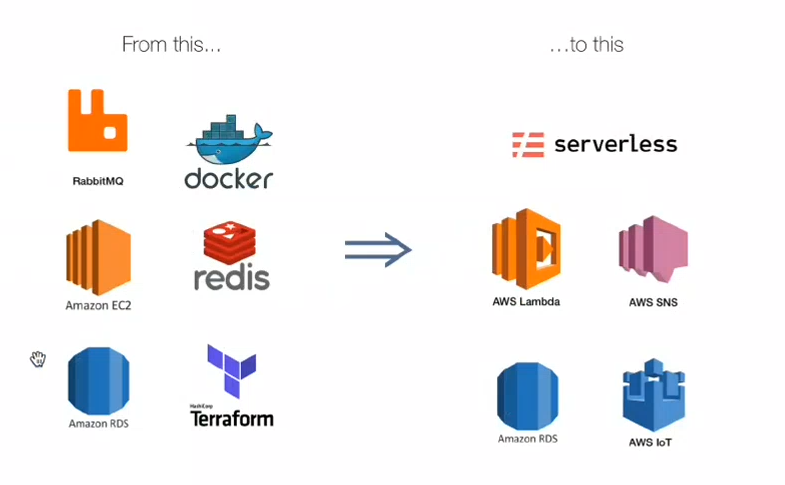 From this...
...to this
RabbitMQ
docker
serverless
Amazon EC2
redis
AWS Lambda
AWS SNS
Amazon RDS
HashiCorp
Terraform
Amazon RDS
AWS IoT